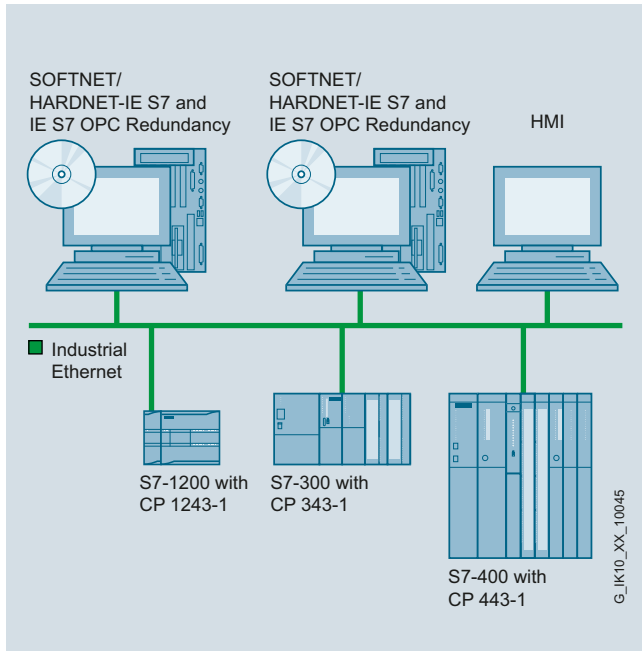 SOFTNET/
HARDNET-IE S7 and
IE S7 OPC Redundancy
SOFTNET/
HARDNET-IE S7 and
IE S7 OPC Redundancy
HMI
Industrial
Ethernet
S7-1200 with
CP 1243-1
S7-300 with
CP 343-1
S7-400 with
CP 443-1
G_IK10_XX_10045